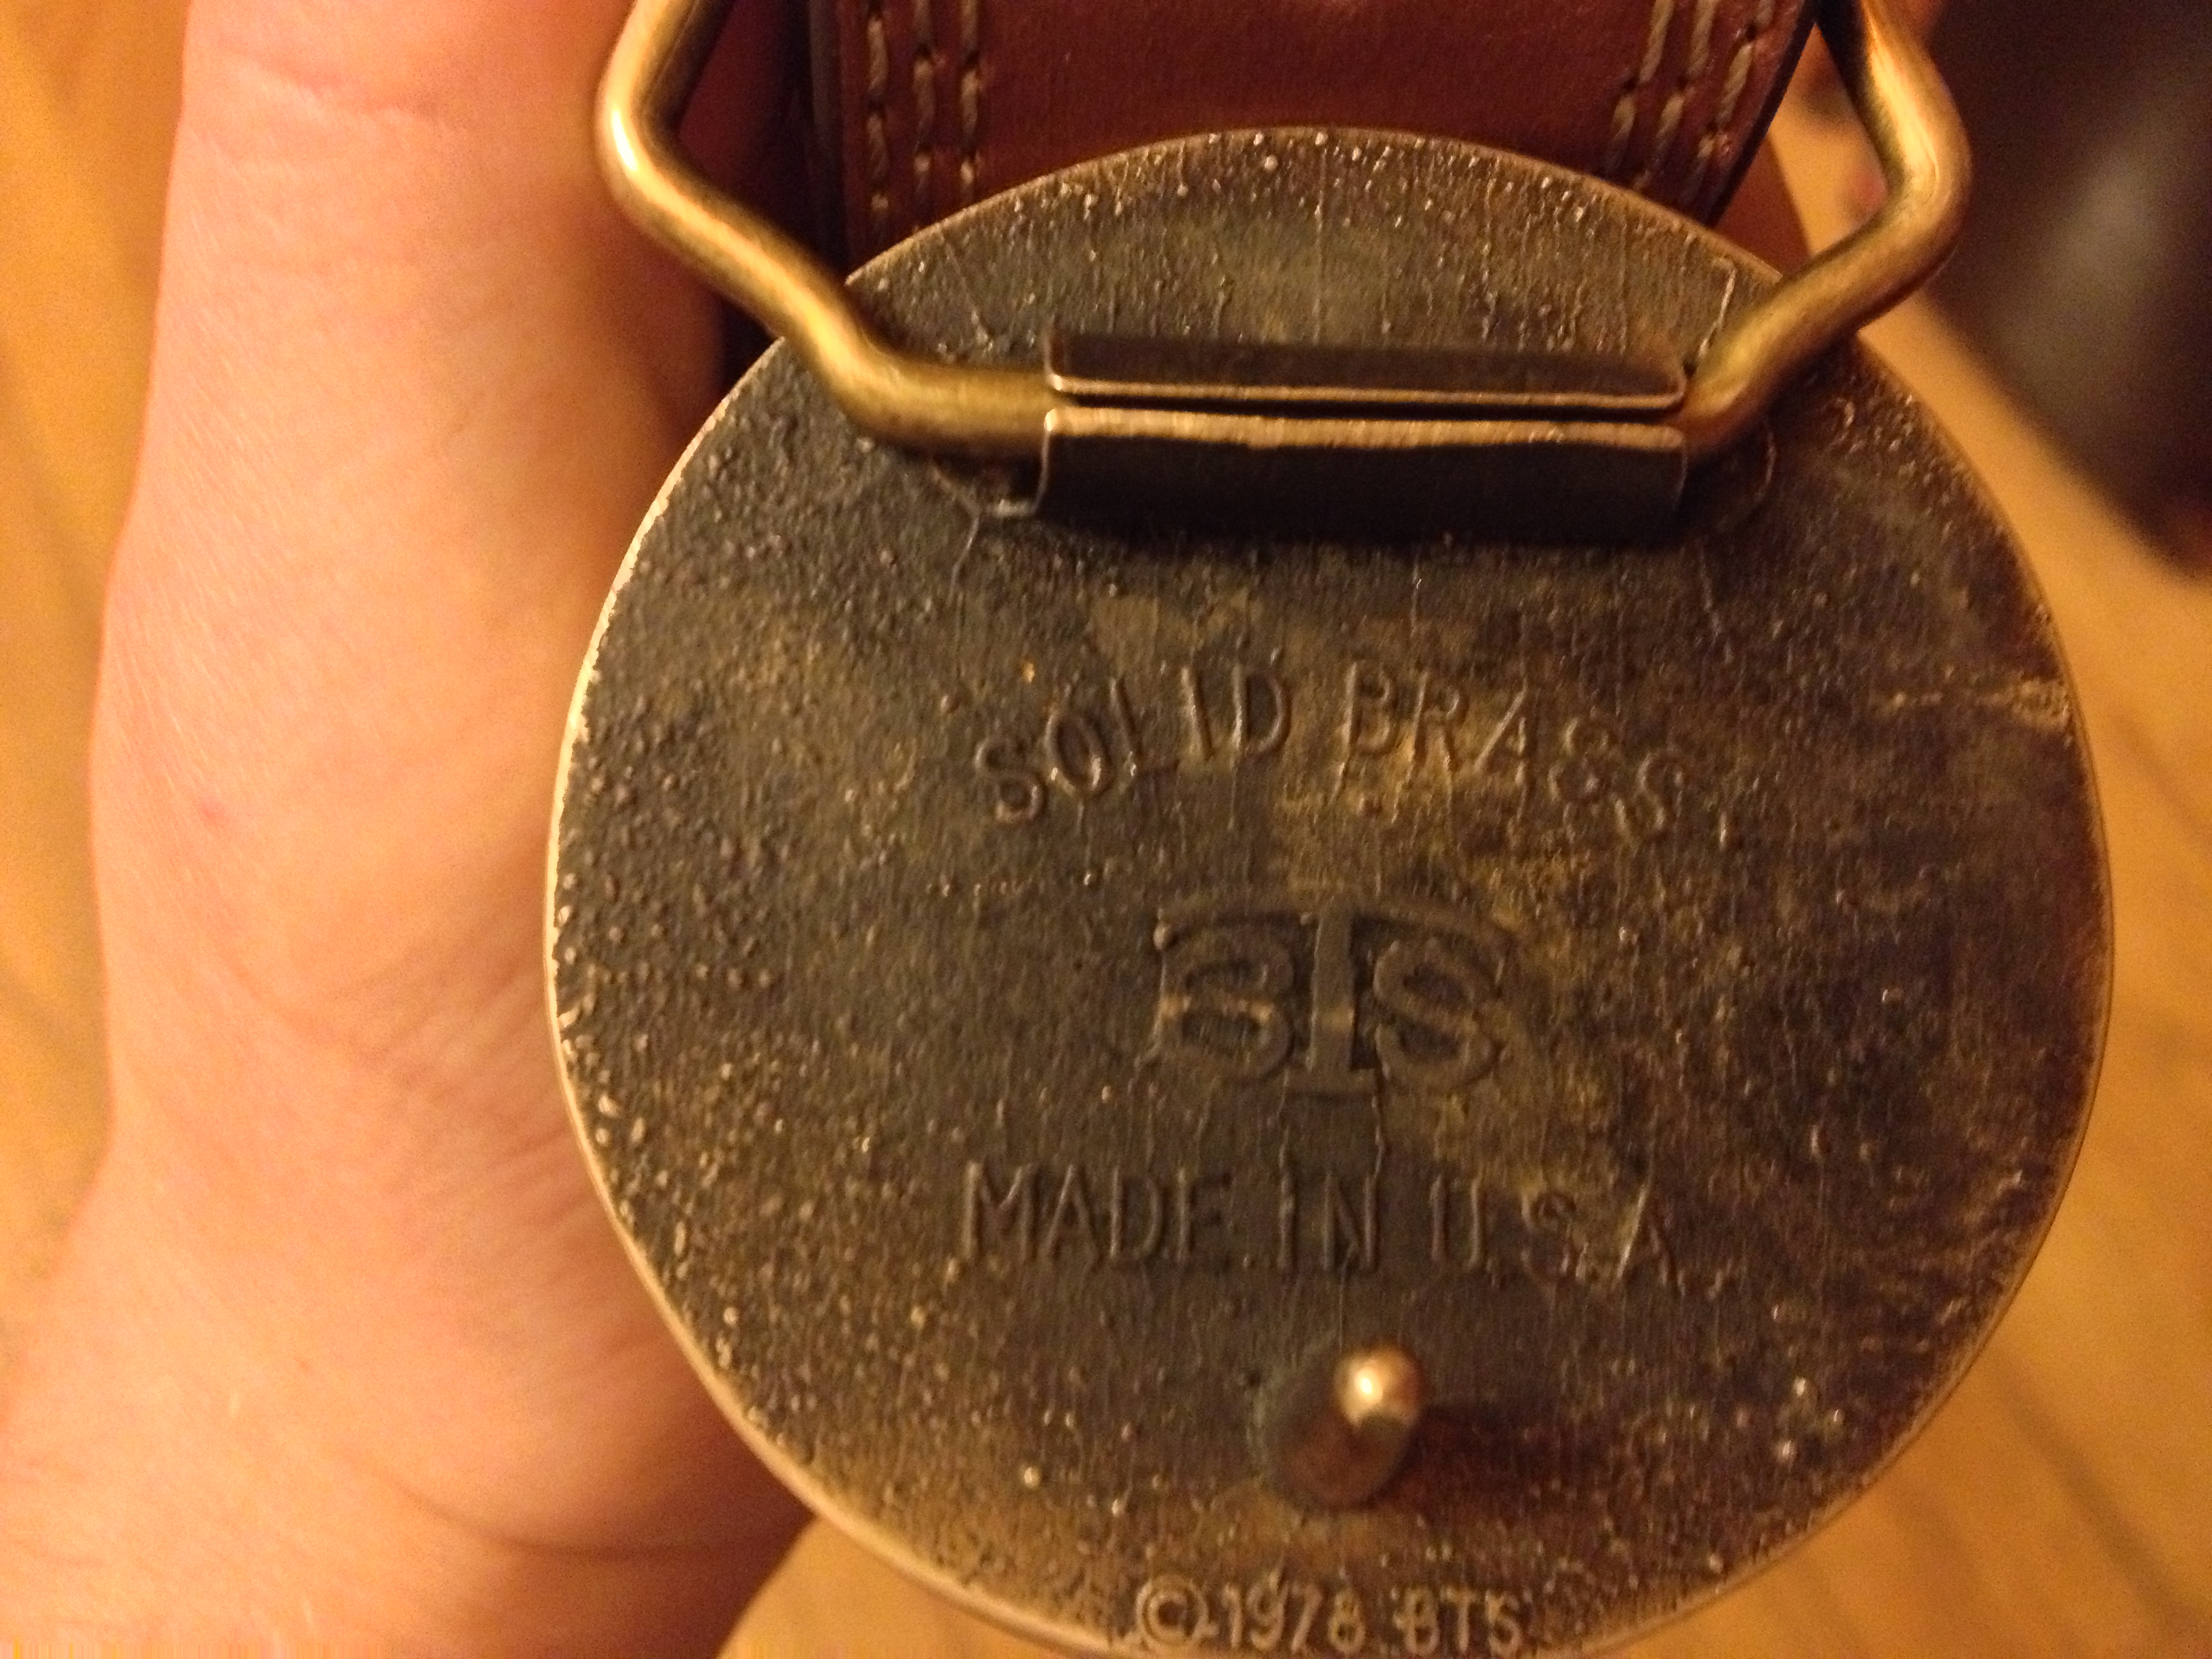 SOLID BRASS
BTS
MADE IN U.S.A
©1978 BTS